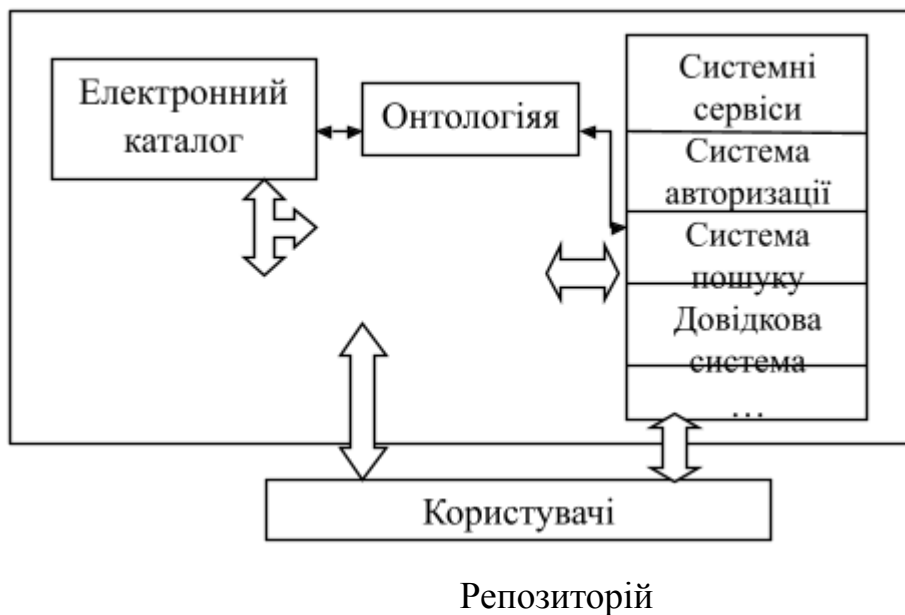 Електронний
каталог
Онтологіяя
Системні
сервіси
Система
авторизації
Система
пошуку
Довідкова
система
…
Користувачі
Репозиторій